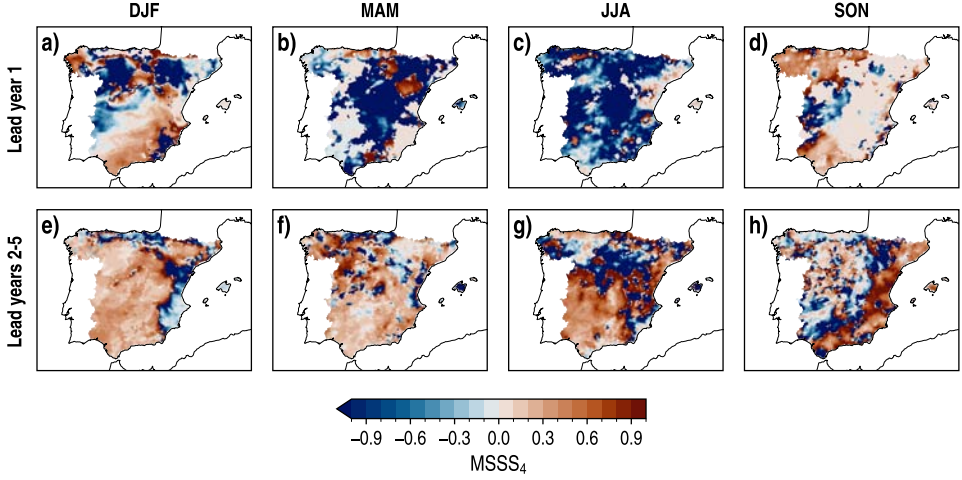 DJF MAM JJA SON
Lead year 1
a) b) c) d)
Lead years 2-5
e) f) g) h)
−0.9 −0.6 −0.3 0.0 0.3 0.6 0.9
MSSS₄